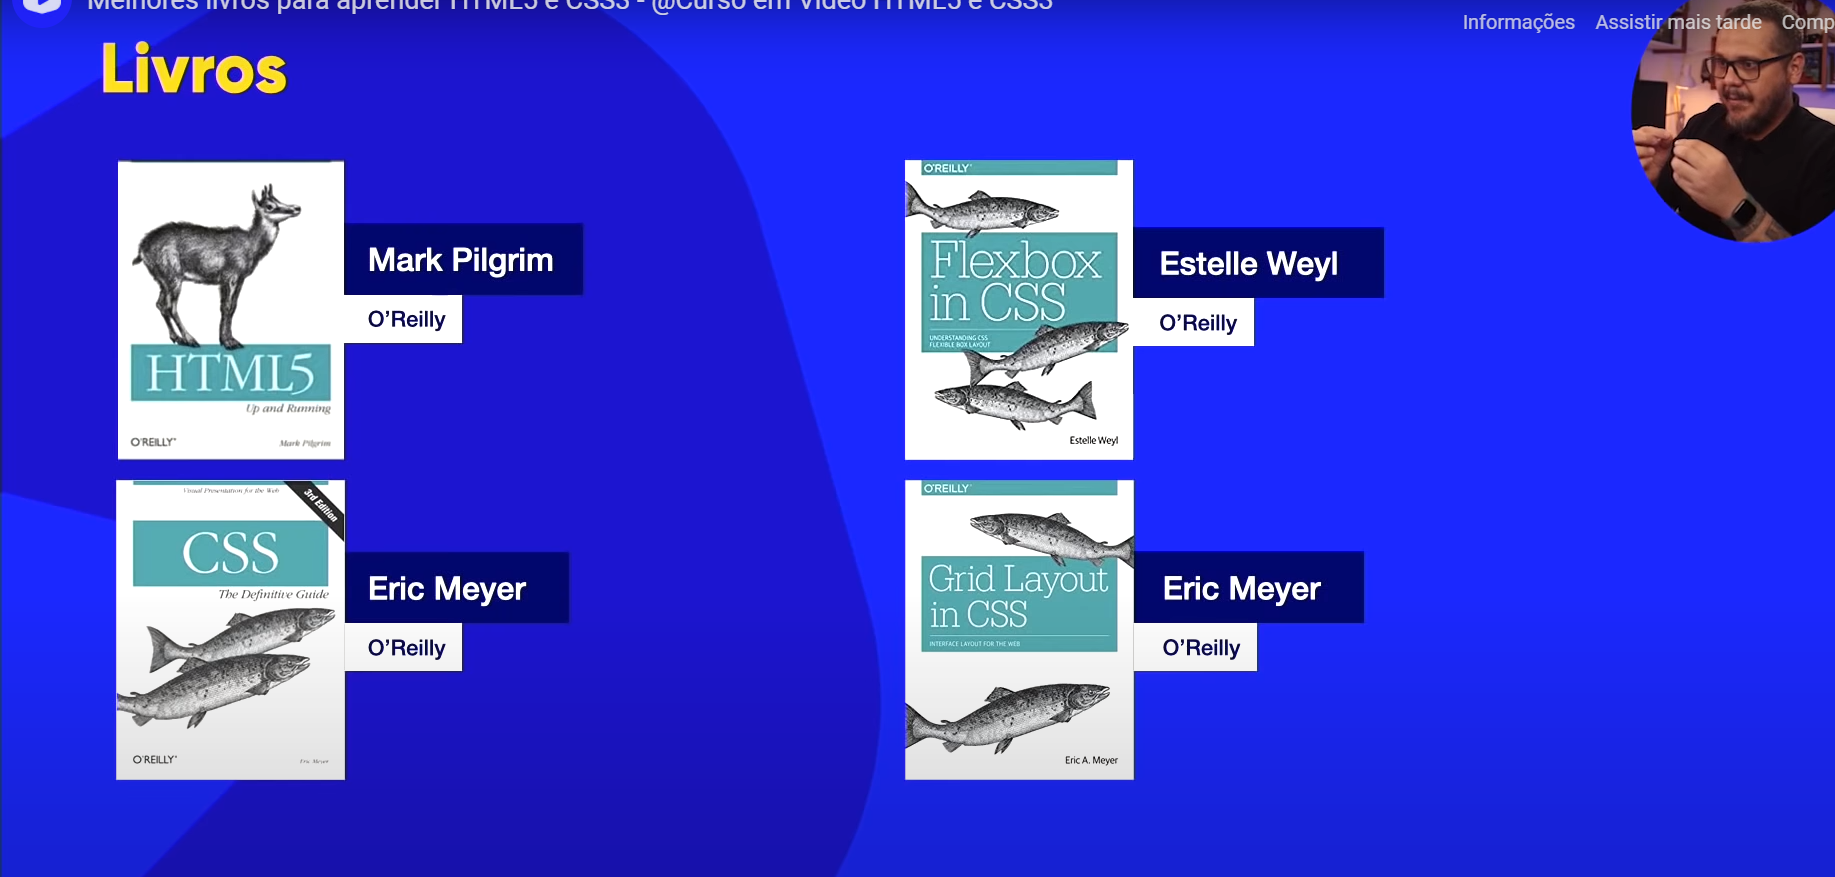 Melhores livros para aprender HTML5 e CSS3 - @Curso em Vídeo HTML5 e CSS3
Informações
Assistir mais tarde
Comp
Livros
HTML5
Up and Running
O'REILLY
Mark Pilgrim
Mark Pilgrim
O'Reilly
O'REILLY
Flexbox
in CSS
UNDERSTANDING CSS
FLEXIBLE BOX LAYOUT
Estelle Weyl
Estelle Weyl
O'Reilly
Visual Presentation for the Web
3rd Edition
CSS
The Definitive Guide
O'REILLY
Eric Meyer
Eric Meyer
O'Reilly
O'REILLY
Grid Layout
in CSS
INTERFACE LAYOUT FOR THE WEB
Eric A. Meyer
Eric Meyer
O'Reilly